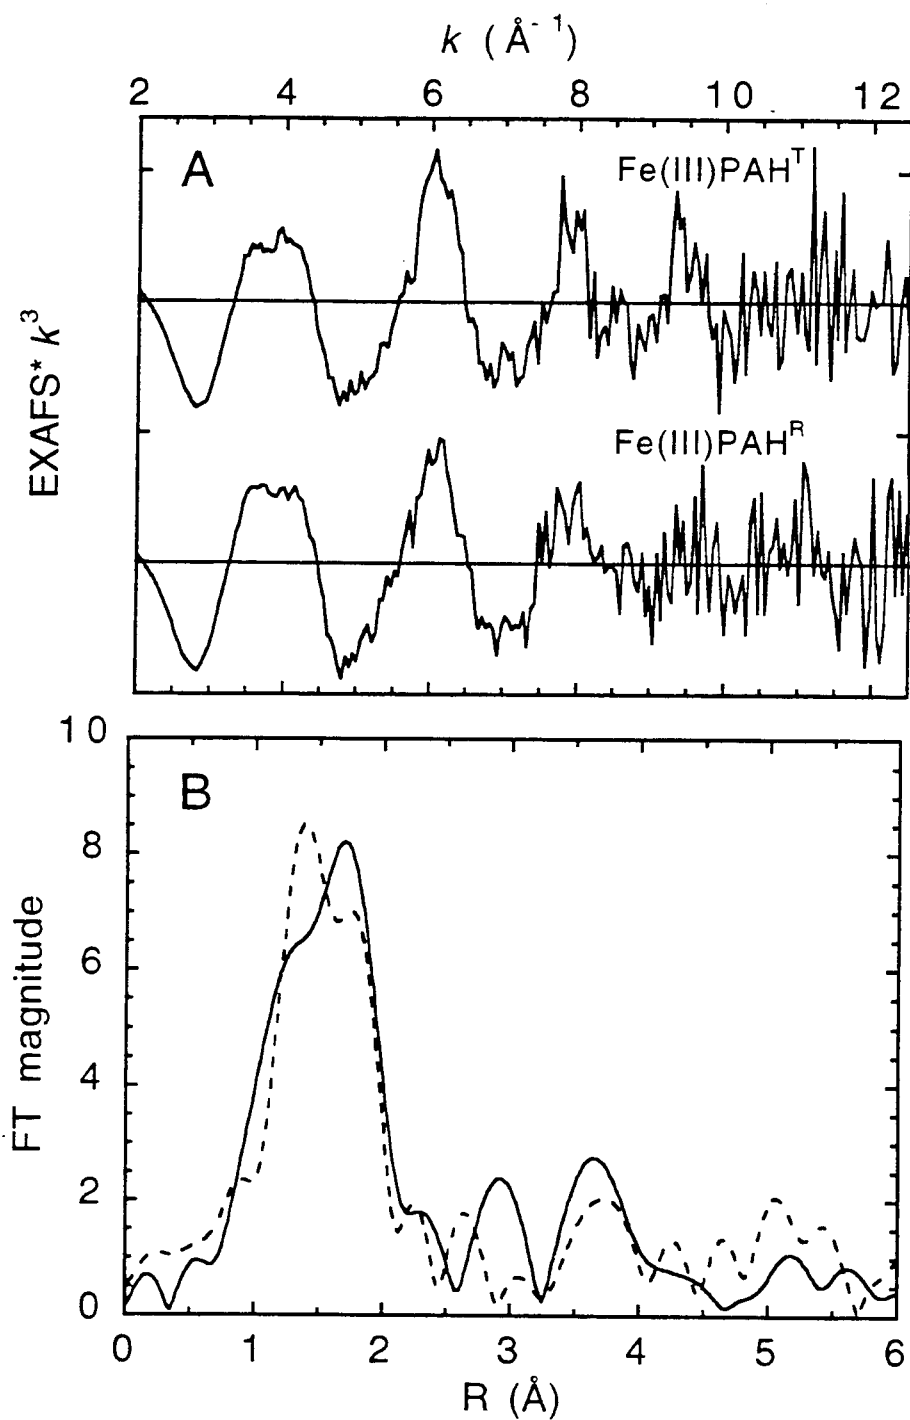 k (Å⁻¹)
2 4 6 8 10 12
A
Fe(III)PAHᵀ
EXAFS* k³
Fe(III)PAHᴿ
10
B
8
6
4
2
0
FT magnitude
0 1 2 3 4 5 6
R (Å)